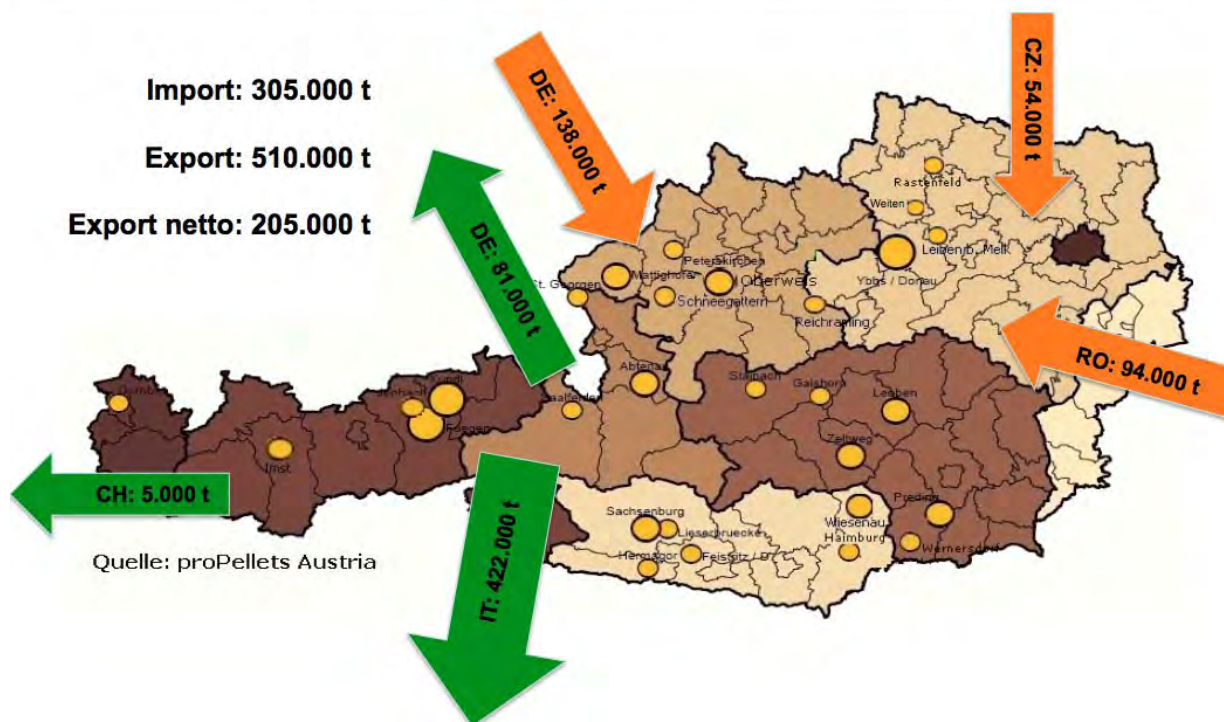 Import: 305.000 t
Export: 510.000 t
Export netto: 205.000 t
DE: 138.000 t
CZ: 54.000 t
DE: 81.000 t
RO: 94.000 t
CH: 5.000 t
IT: 422.000 t
Rastenfeld
Weiten
Leiben/b. Melk
Ybbs / Donau
Peterskirchen
Mattighofen
Oberweis
St. Georgen
Schneegattern
Reichraming
Abtenau
Saalfelden
Stainach
Gaishorn
Leoben
Zeltweg
Fuegen
Imst
Sachsenburg
Lieserbruecke
Hermagor
Feistritz / D
Wiesenau
Haimburg
Preding
Wernersdorf
Quelle: proPellets Austria